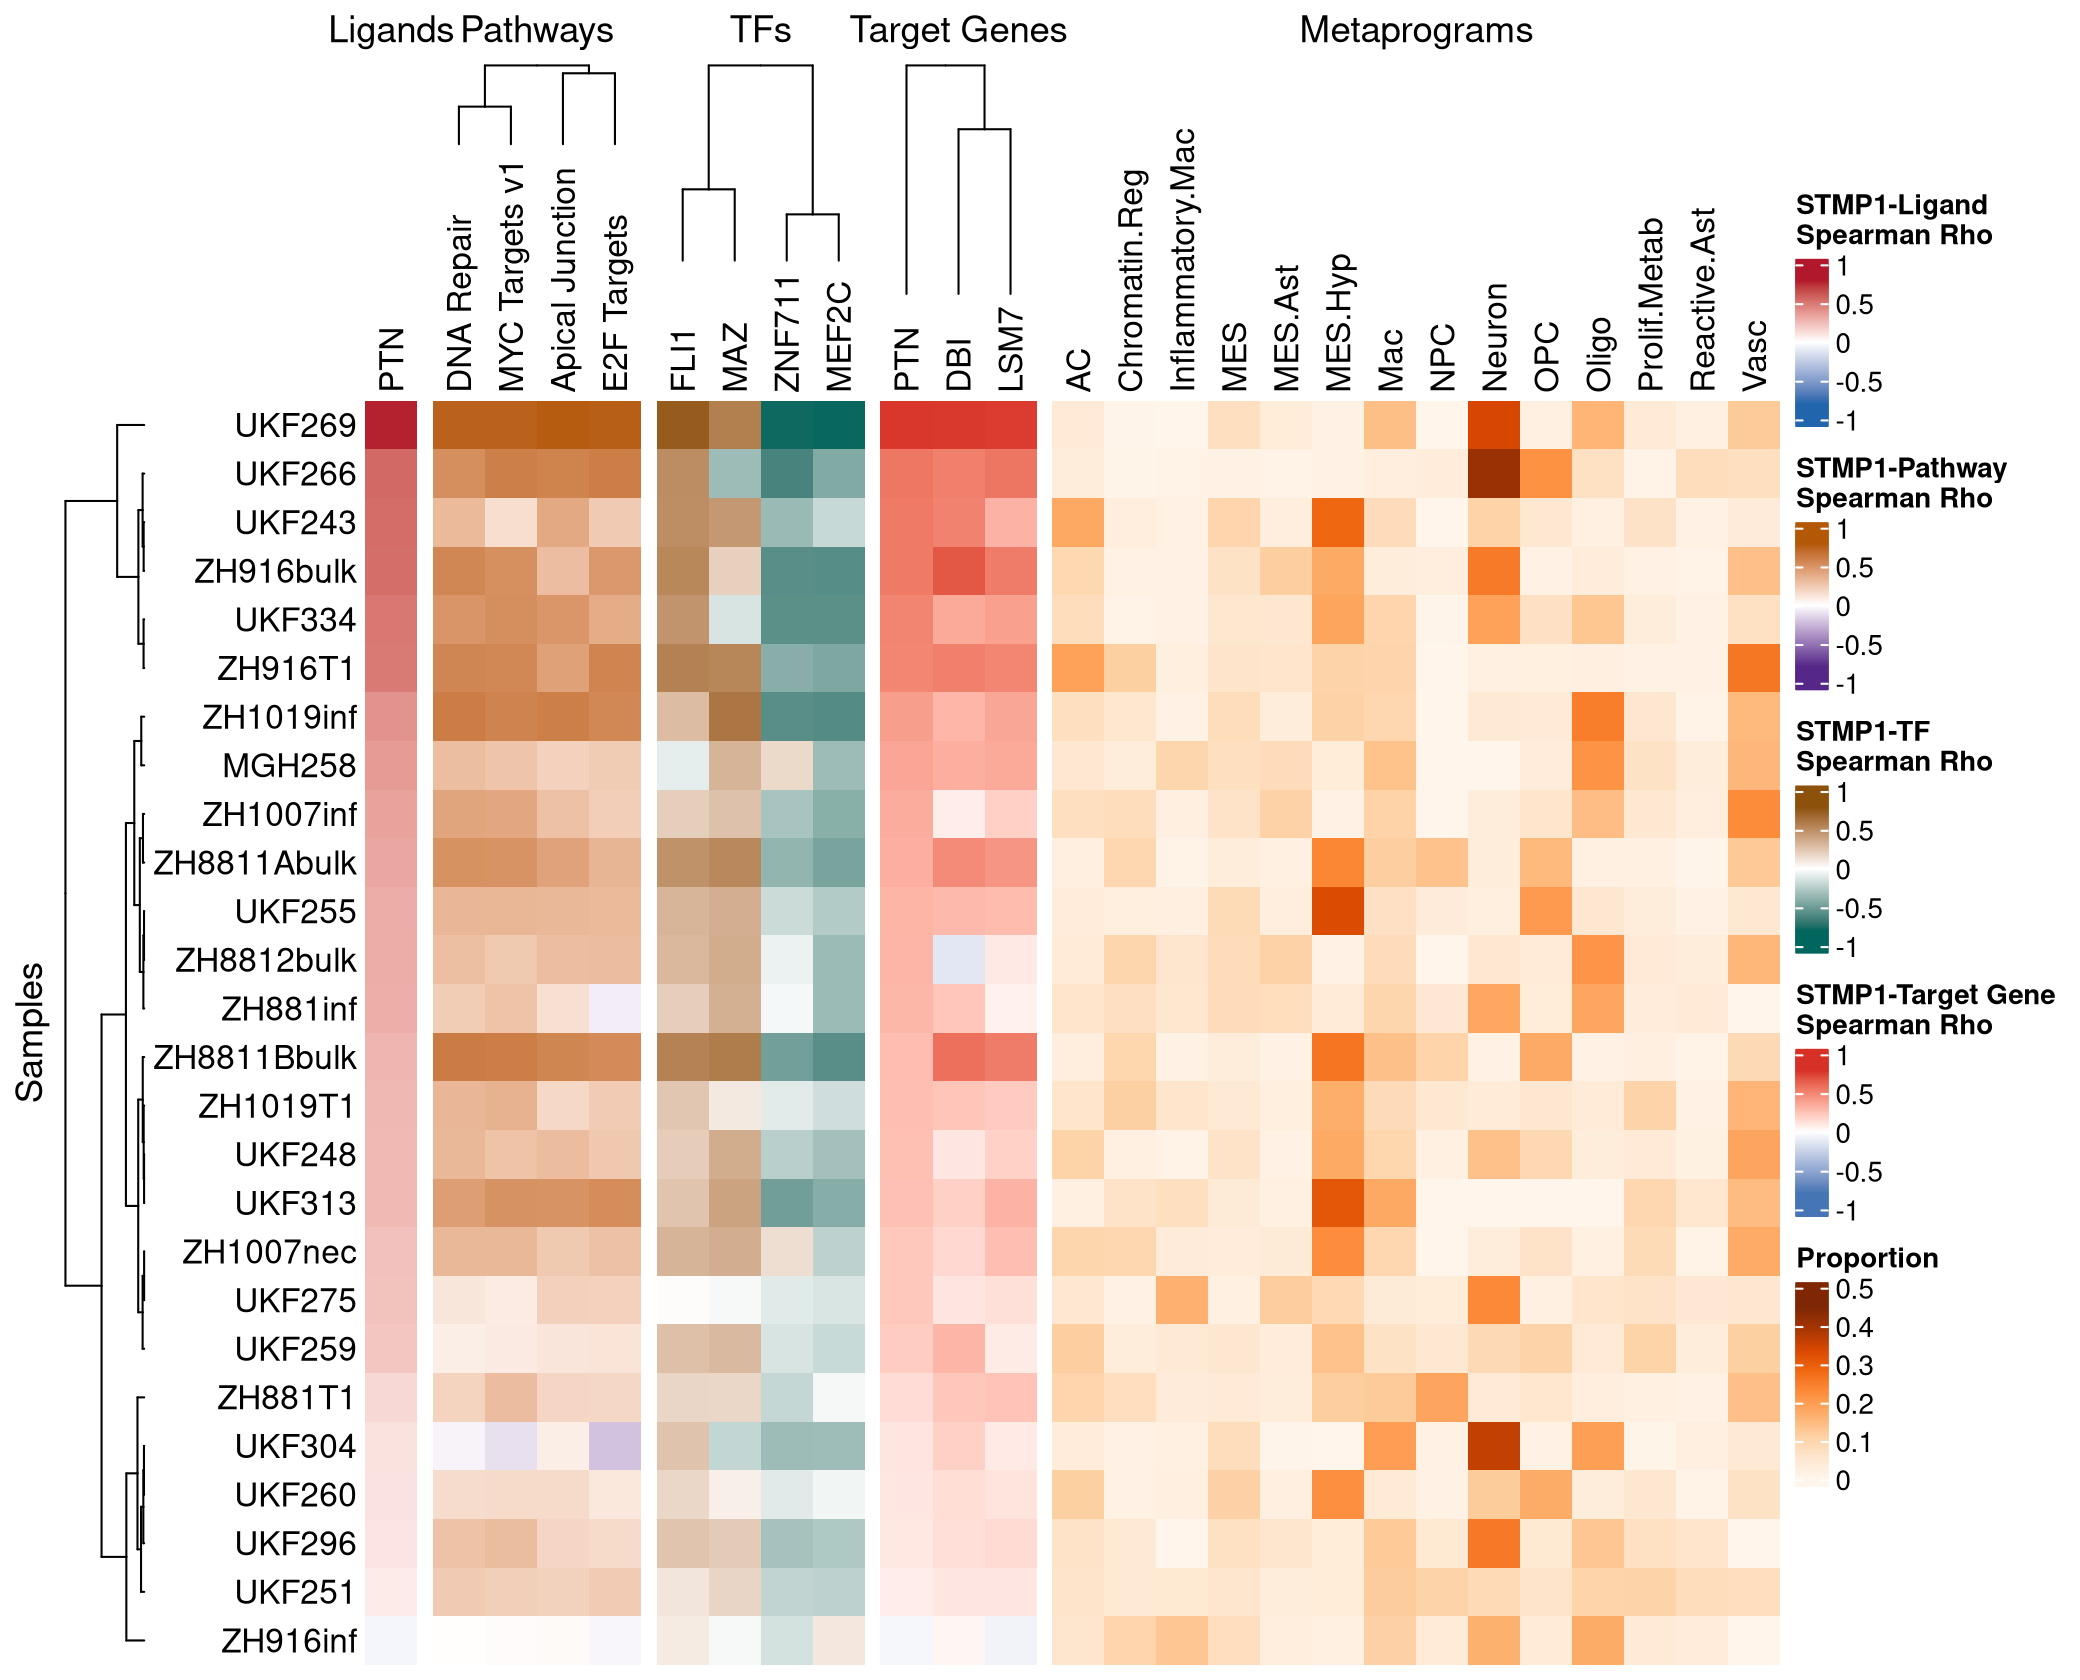 Ligands Pathways TFs Target Genes Metaprograms
PTN
DNA Repair
MYC Targets v1
Apical Junction
E2F Targets
FLI1
MAZ
ZNF711
MEF2C
PTN
DBI
LSM7
AC
Chromatin.Reg
Inflammatory.Mac
MES
MES.Ast
MES.Hyp
Mac
NPC
Neuron
OPC
Oligo
Prolif.Metab
Reactive.Ast
Vasc
Samples
UKF269
UKF266
UKF243
ZH916bulk
UKF334
ZH916T1
ZH1019inf
MGH258
ZH1007inf
ZH8811Abulk
UKF255
ZH8812bulk
ZH881inf
ZH8811Bbulk
ZH1019T1
UKF248
UKF313
ZH1007nec
UKF275
UKF259
ZH881T1
UKF304
UKF260
UKF296
UKF251
ZH916inf
STMP1-Ligand
Spearman Rho
1
0.5
0
-0.5
-1
STMP1-Pathway
Spearman Rho
1
0.5
0
-0.5
-1
STMP1-TF
Spearman Rho
1
0.5
0
-0.5
-1
STMP1-Target Gene
Spearman Rho
1
0.5
0
-0.5
-1
Proportion
0.5
0.4
0.3
0.2
0.1
0